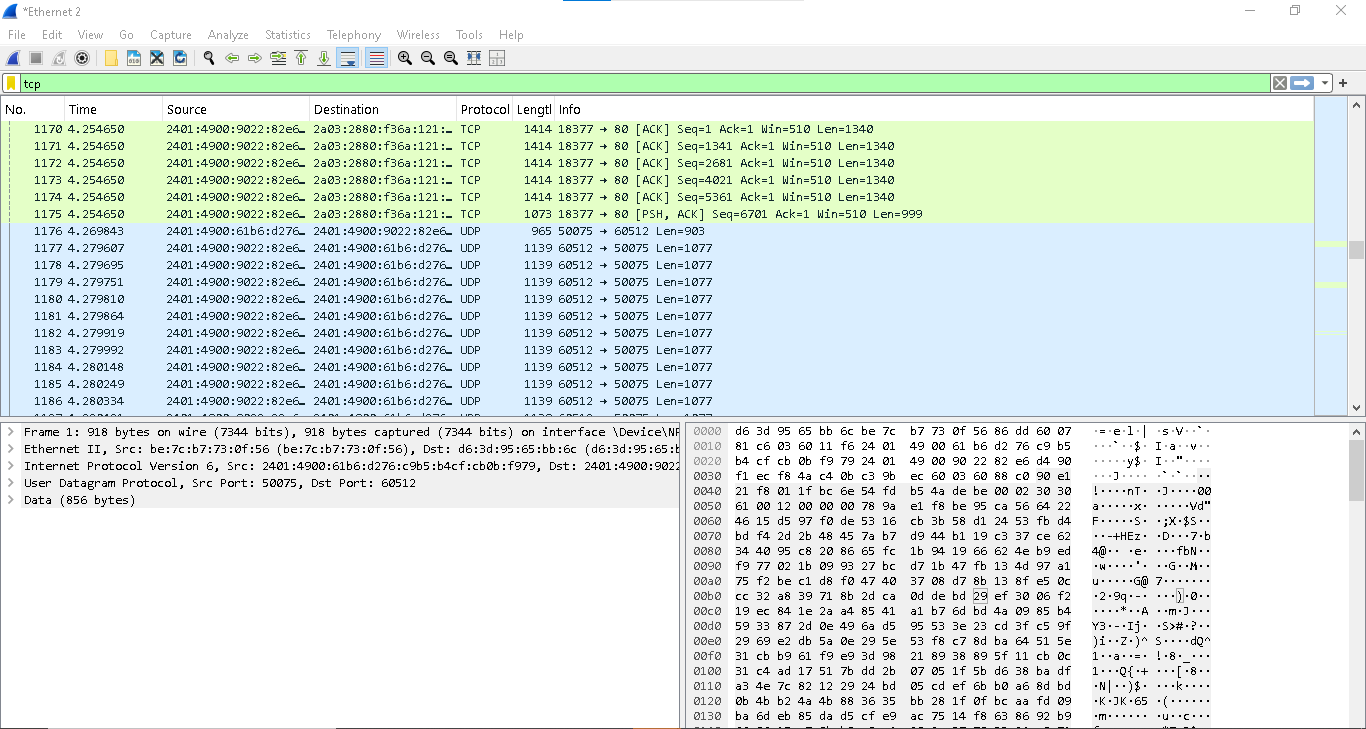 *Ethernet 2
File Edit View Go Capture Analyze Statistics Telephony Wireless Tools Help
tcp
No. Time Source Destination Protocol Lengtl Info
1170 4.254650 2401:4900:9022:82e6… 2a03:2880:f36a:121:… TCP 1414 18377 → 80 [ACK] Seq=1 Ack=1 Win=510 Len=1340
1171 4.254650 2401:4900:9022:82e6… 2a03:2880:f36a:121:… TCP 1414 18377 → 80 [ACK] Seq=1341 Ack=1 Win=510 Len=1340
1172 4.254650 2401:4900:9022:82e6… 2a03:2880:f36a:121:… TCP 1414 18377 → 80 [ACK] Seq=2681 Ack=1 Win=510 Len=1340
1173 4.254650 2401:4900:9022:82e6… 2a03:2880:f36a:121:… TCP 1414 18377 → 80 [ACK] Seq=4021 Ack=1 Win=510 Len=1340
1174 4.254650 2401:4900:9022:82e6… 2a03:2880:f36a:121:… TCP 1414 18377 → 80 [ACK] Seq=5361 Ack=1 Win=510 Len=1340
1175 4.254650 2401:4900:9022:82e6… 2a03:2880:f36a:121:… TCP 1073 18377 → 80 [PSH, ACK] Seq=6701 Ack=1 Win=510 Len=999
1176 4.269843 2401:4900:61b6:d276… 2401:4900:9022:82e6… UDP 965 50075 → 60512 Len=903
1177 4.279607 2401:4900:9022:82e6… 2401:4900:61b6:d276… UDP 1139 60512 → 50075 Len=1077
1178 4.279695 2401:4900:9022:82e6… 2401:4900:61b6:d276… UDP 1139 60512 → 50075 Len=1077
1179 4.279751 2401:4900:9022:82e6… 2401:4900:61b6:d276… UDP 1139 60512 → 50075 Len=1077
1180 4.279810 2401:4900:9022:82e6… 2401:4900:61b6:d276… UDP 1139 60512 → 50075 Len=1077
1181 4.279864 2401:4900:9022:82e6… 2401:4900:61b6:d276… UDP 1139 60512 → 50075 Len=1077
1182 4.279919 2401:4900:9022:82e6… 2401:4900:61b6:d276… UDP 1139 60512 → 50075 Len=1077
1183 4.279992 2401:4900:9022:82e6… 2401:4900:61b6:d276… UDP 1139 60512 → 50075 Len=1077
1184 4.280148 2401:4900:9022:82e6… 2401:4900:61b6:d276… UDP 1139 60512 → 50075 Len=1077
1185 4.280249 2401:4900:9022:82e6… 2401:4900:61b6:d276… UDP 1139 60512 → 50075 Len=1077
1186 4.280334 2401:4900:9022:82e6… 2401:4900:61b6:d276… UDP 1139 60512 → 50075 Len=1077
Frame 1: 918 bytes on wire (7344 bits), 918 bytes captured (7344 bits) on interface \Device\NP
Ethernet II, Src: be:7c:b7:73:0f:56 (be:7c:b7:73:0f:56), Dst: d6:3d:95:65:bb:6c (d6:3d:95:65:b
Internet Protocol Version 6, Src: 2401:4900:61b6:d276:c9b5:b4cf:cb0b:f979, Dst: 2401:4900:9022
User Datagram Protocol, Src Port: 50075, Dst Port: 60512
Data (856 bytes)
0000 d6 3d 95 65 bb 6c be 7c b7 73 0f 56 86 dd 60 07 ·=·e·l·| ·s·V··`·
0010 81 c6 03 60 11 f6 24 01 49 00 61 b6 d2 76 c9 b5 ···`··$· I·a··v··
0020 b4 cf cb 0b f9 79 24 01 49 00 90 22 82 e6 d4 90 ·····y$· I··"····
0030 f1 ec f8 4a c4 0b c3 9b ec 60 03 60 88 c0 90 e1 ···J···· ·`·`····
0040 21 f8 01 1f bc 6e 54 fd b5 4a de be 00 02 30 30 !····nT· ·J····00
0050 61 00 12 00 00 00 78 9a e1 f8 be 95 ca 56 64 22 a·····x· ·····Vd"
0060 46 15 d5 97 f0 de 53 16 cb 3b 58 d1 24 53 fb d4 F·····S· ·;X·$S··
0070 bd f4 2d 2b 48 45 7a b7 d9 44 b1 19 c3 37 ce 62 ··-+HEz· ·D···7·b
0080 34 40 95 c8 20 86 65 fc 1b 94 19 66 62 4e b9 ed 4@·· ·e· ···fbN··
0090 f9 77 02 1b 09 93 27 bc d7 1b 47 fb 13 4d 97 a1 ·w····'· ··G··M··
00a0 75 f2 be c1 d8 f0 47 40 37 08 d7 8b 13 8f e5 0c u·····G@ 7·······
00b0 cc 32 a8 39 71 8b 2d ca 0d de bd 29 ef 30 06 f2 ·2·9q·-· ···)·0··
00c0 19 ec 84 1e 2a a4 85 41 a1 b7 6d bd 4a 09 85 b4 ····*··A ··m·J···
00d0 59 33 87 2d 0e 49 6a d5 95 53 3e 23 cd 3f c5 9f Y3·-·Ij· ·S>#·?··
00e0 29 69 e2 db 5a 0e 29 5e 53 f8 c7 8d ba 64 51 5e )i··Z·)^ S····dQ^
00f0 31 cb b9 61 f9 e9 3d 98 21 89 38 89 5f 11 cb 0c 1··a··=· !·8·_···
0100 31 c4 ad 17 51 7b dd 2b 07 05 1f 5b d6 38 ba df 1···Q{·+ ···[·8··
0110 a3 4e 7c 82 12 29 24 bd 05 cd ef 6b b0 a6 8d bd ·N|··)$· ···k····
0120 0b 4b b2 4a 4b 88 36 35 bb 28 1f 0f bc aa fd 09 ·K·JK·65 ·(······
0130 ba 6d eb 85 da d5 cf e9 ac 75 14 f8 63 86 92 b9 ·m······ ·u··c···